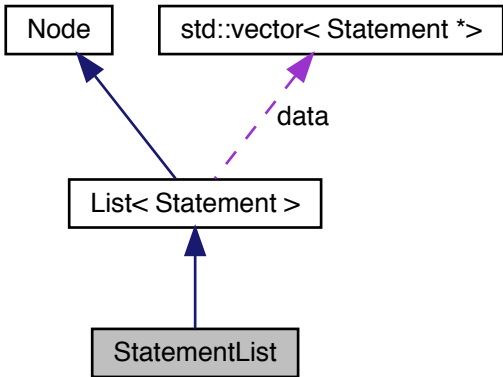 Node
std::vector< Statement *>
data
List< Statement >
StatementList